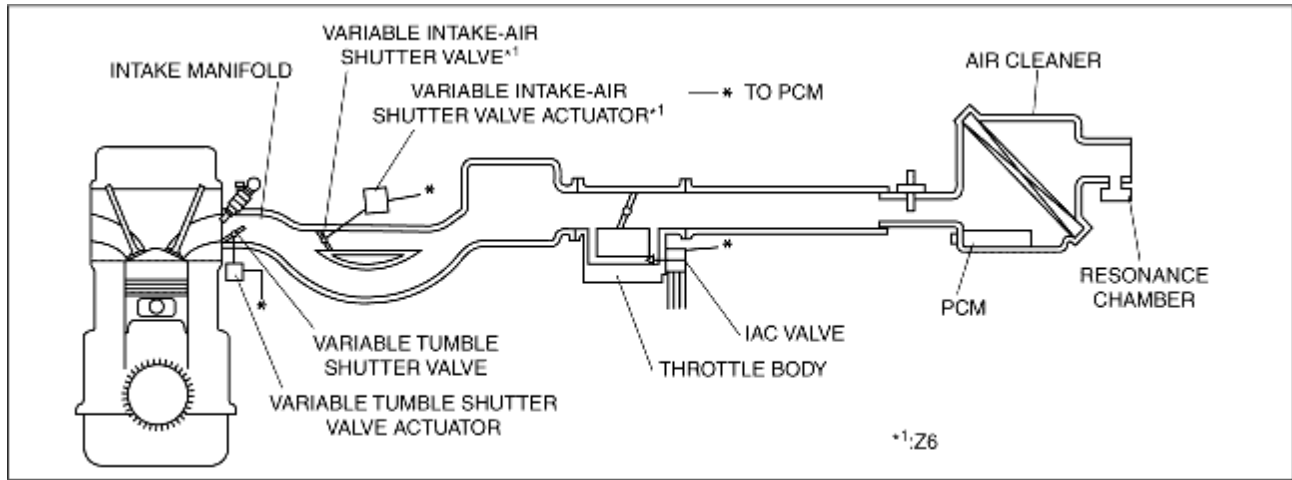 VARIABLE INTAKE-AIR
SHUTTER VALVE*1
INTAKE MANIFOLD
VARIABLE INTAKE-AIR
SHUTTER VALVE ACTUATOR*1
* TO PCM
AIR CLEANER
*
*
*
RESONANCE
CHAMBER
PCM
IAC VALVE
THROTTLE BODY
VARIABLE TUMBLE
SHUTTER VALVE
VARIABLE TUMBLE SHUTTER
VALVE ACTUATOR
*1:Z6